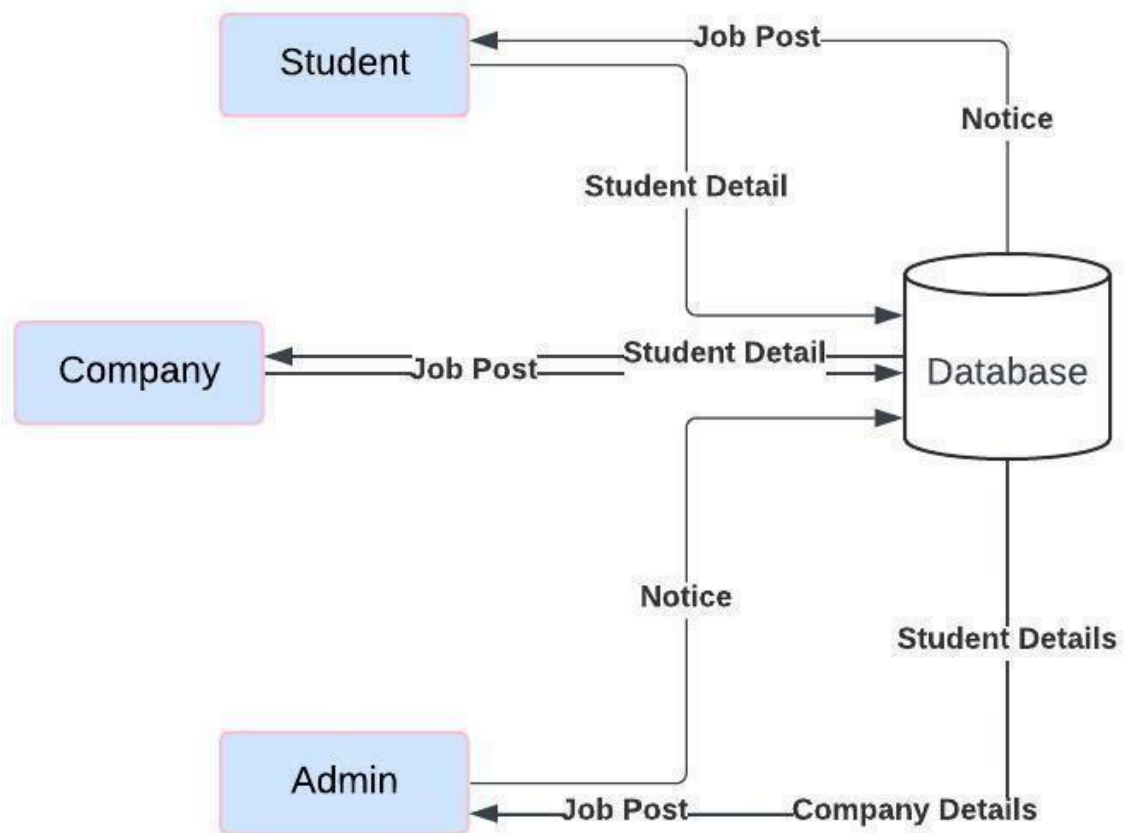 Job Post
Student
Notice
Student Detail
Student Detail
Company
Job Post
Database
Notice
Student Details
Admin
Job Post
Company Details